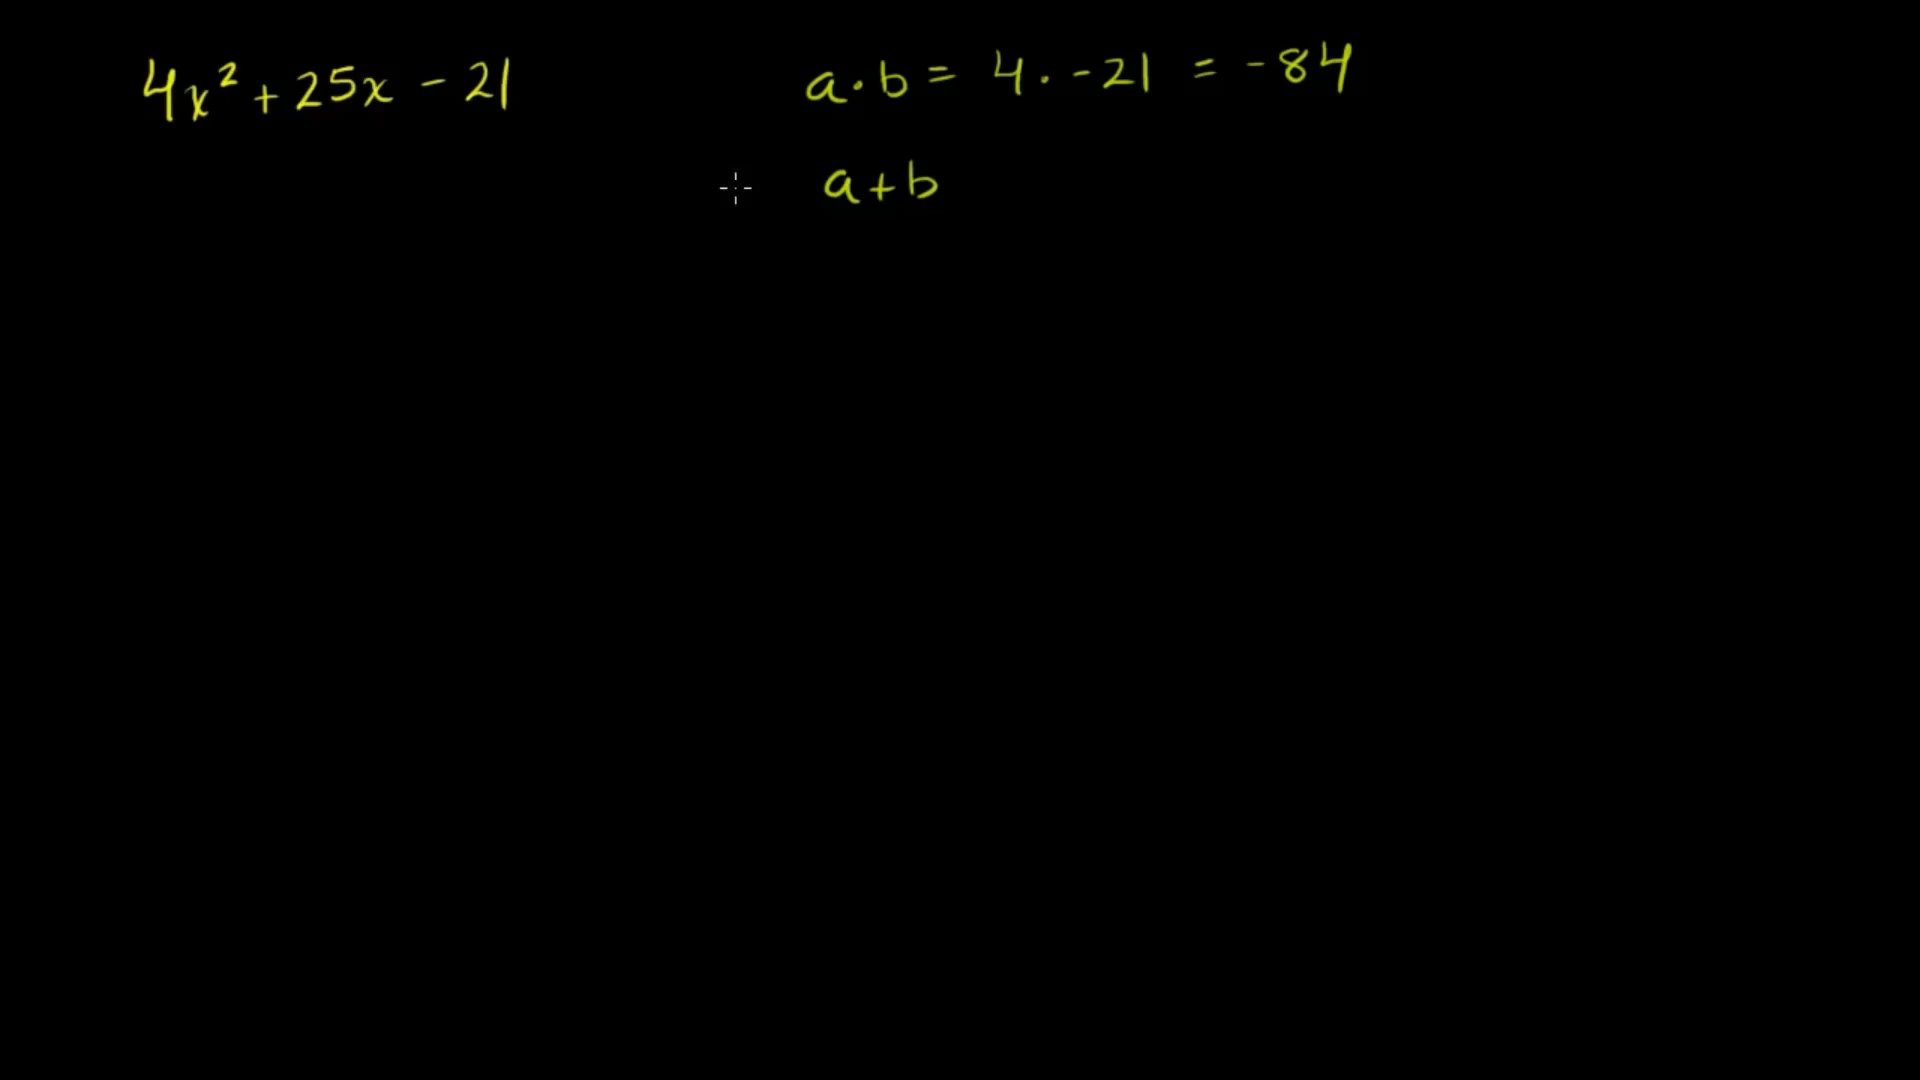 4x² + 25x - 21
a · b = 4 · -21 = -84
a + b